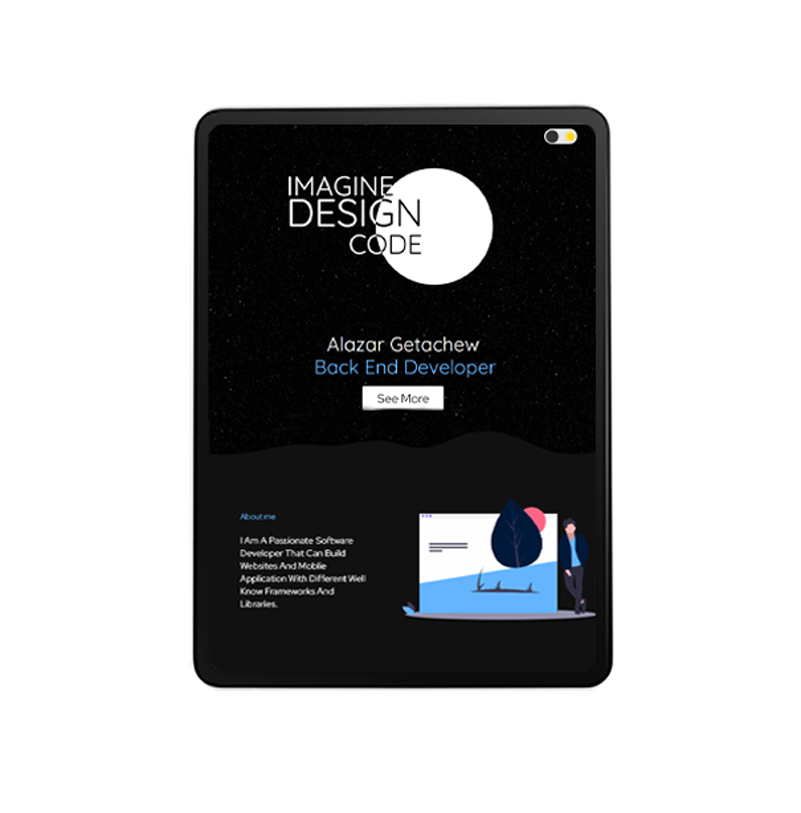 IMAGINE
DESIGN
CODE
Alazar Getachew
Back End Developer
See More
About me
I Am A Passionate Software
Developer That Can Build
Websites And Mobile
Application With Different Well
Know Frameworks And
Libraries.